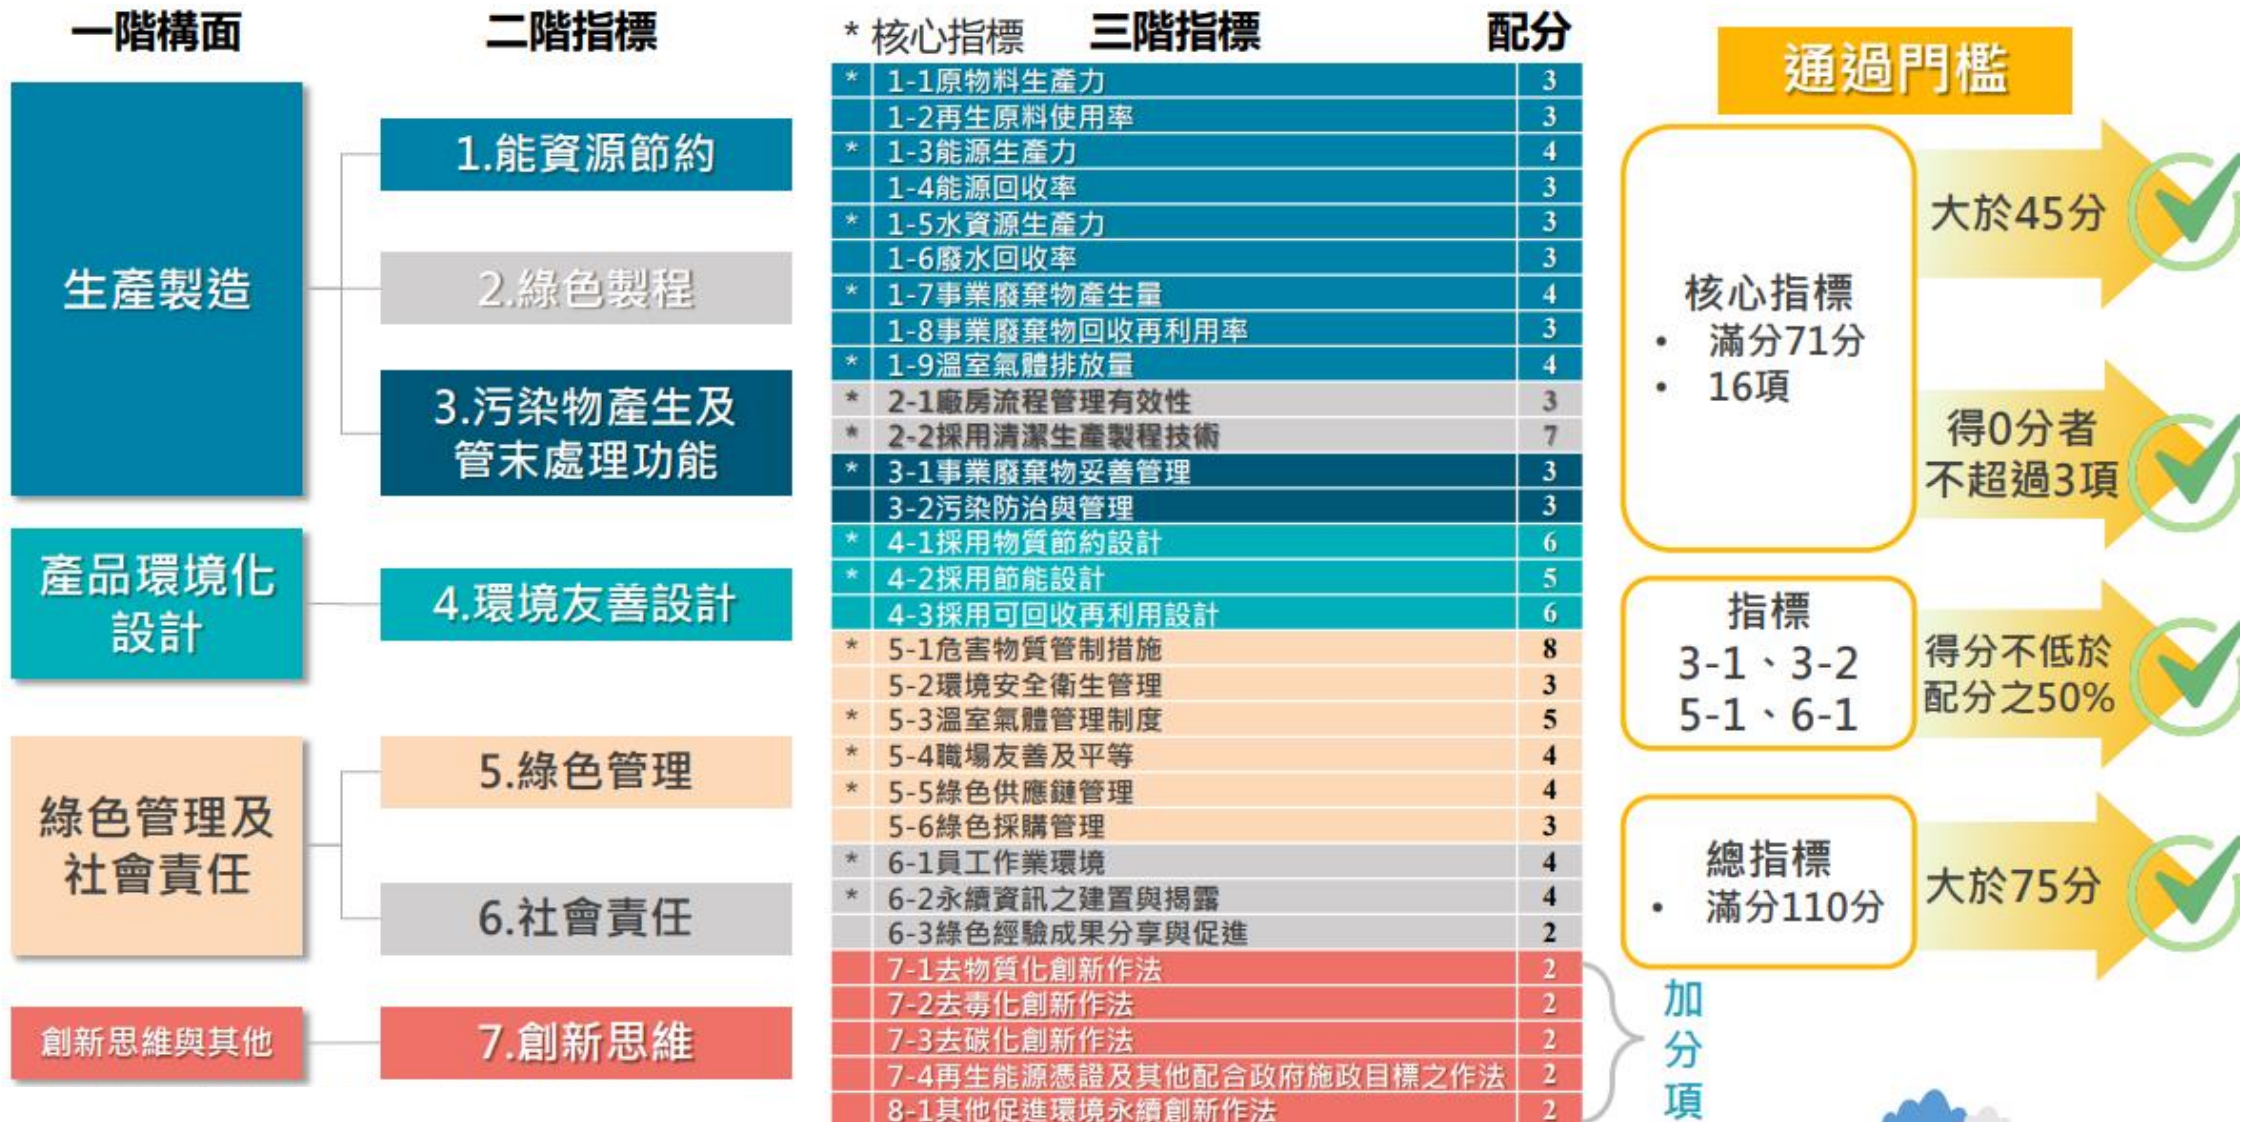 一階構面
二階指標
* 核心指標
三階指標
配分
生產製造
產品環境化
設計
綠色管理及
社會責任
創新思維與其他
1.能資源節約
2.綠色製程
3.污染物產生及
管末處理功能
4.環境友善設計
5.綠色管理
6.社會責任
7.創新思維
* 1-1原物料生產力 3
1-2再生原料使用率 3
* 1-3能源生產力 4
1-4能源回收率 3
* 1-5水資源生產力 3
1-6廢水回收率 3
* 1-7事業廢棄物產生量 4
1-8事業廢棄物回收再利用率 3
* 1-9溫室氣體排放量 4
* 2-1廠房流程管理有效性 3
* 2-2採用清潔生產製程技術 7
* 3-1事業廢棄物妥善管理 3
3-2污染防治與管理 3
* 4-1採用物質節約設計 6
* 4-2採用節能設計 5
4-3採用可回收再利用設計 6
* 5-1危害物質管制措施 8
5-2環境安全衛生管理 3
* 5-3溫室氣體管理制度 5
* 5-4職場友善及平等 4
* 5-5綠色供應鏈管理 4
5-6綠色採購管理 3
* 6-1員工作業環境 4
* 6-2永續資訊之建置與揭露 4
6-3綠色經驗成果分享與促進 2
7-1去物質化創新作法 2
7-2去毒化創新作法 2
7-3去碳化創新作法 2
7-4再生能源憑證及其他配合政府施政目標之作法 2
8-1其他促進環境永續創新作法 2
加
分
項
通過門檻
核心指標
• 滿分71分
• 16項
大於45分
得0分者
不超過3項
指標
3-1、3-2
5-1、6-1
得分不低於
配分之50%
總指標
• 滿分110分
大於75分